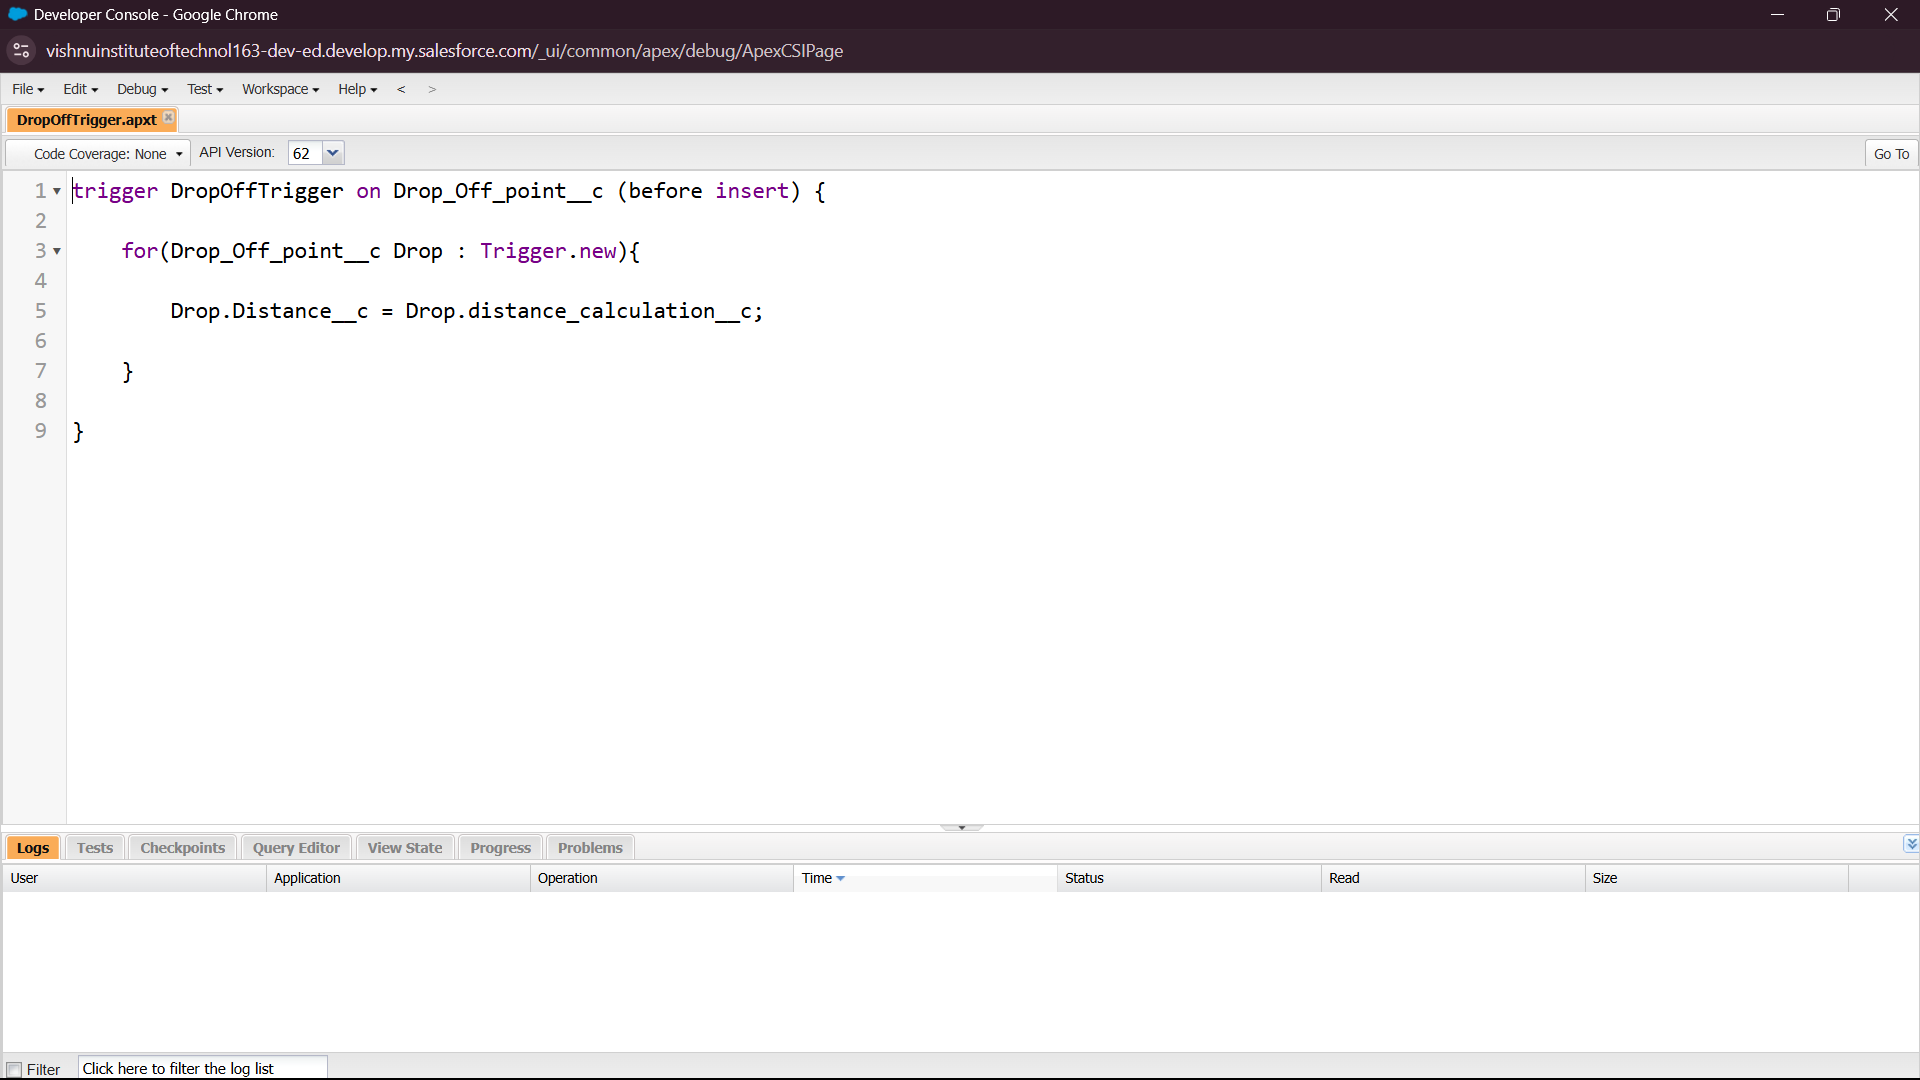 Developer Console - Google Chrome
vishnuinstituteoftechnol163-dev-ed.develop.my.salesforce.com/_ui/common/apex/debug/ApexCSIPage
File Edit Debug Test Workspace Help < >
DropOffTrigger.apxt
Code Coverage: None API Version: 62 Go To
1 trigger DropOffTrigger on Drop_Off_point__c (before insert) {
2
3 for(Drop_Off_point__c Drop : Trigger.new){
4
5 Drop.Distance__c = Drop.distance_calculation__c;
6
7 }
8
9 }
Logs Tests Checkpoints Query Editor View State Progress Problems
User Application Operation Time Status Read Size
Filter Click here to filter the log list